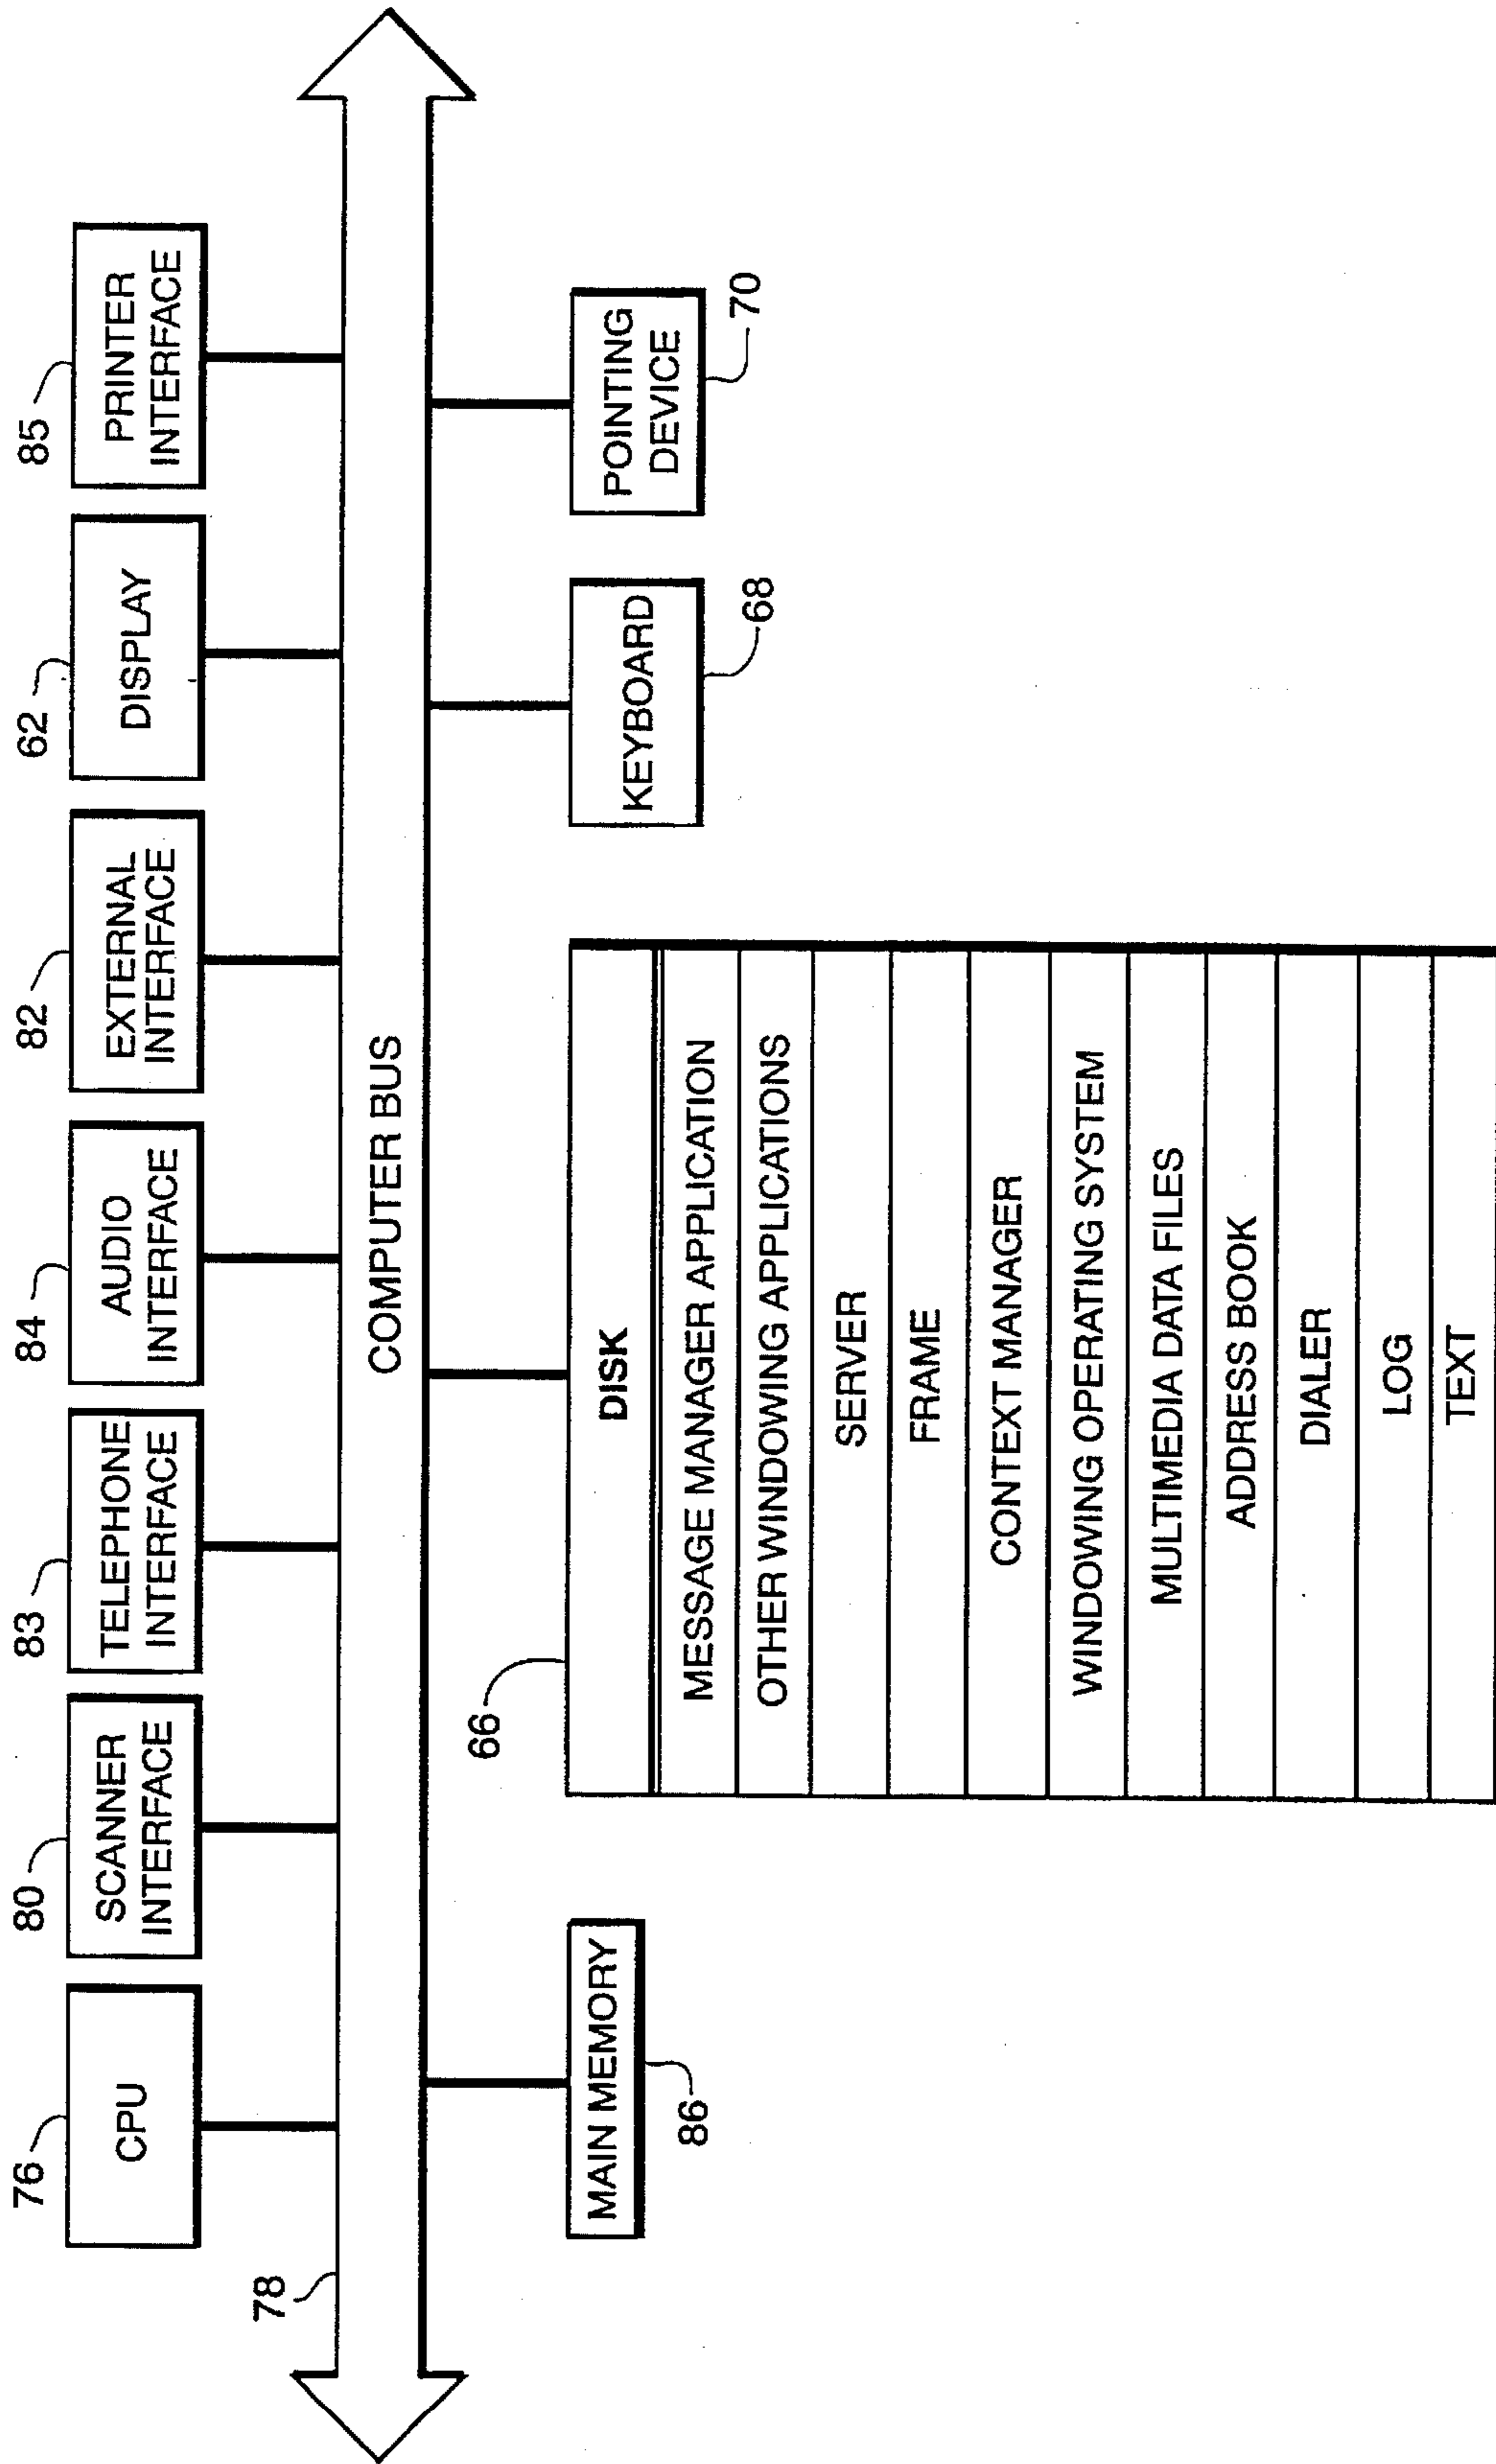 76
CPU
80
SCANNER
INTERFACE
83
TELEPHONE
INTERFACE
84
AUDIO
INTERFACE
82
EXTERNAL
INTERFACE
62
DISPLAY
85
PRINTER
INTERFACE
78
COMPUTER BUS
MAIN MEMORY
86
66
DISK
MESSAGE MANAGER APPLICATION
OTHER WINDOWING APPLICATIONS
SERVER
FRAME
CONTEXT MANAGER
WINDOWING OPERATING SYSTEM
MULTIMEDIA DATA FILES
ADDRESS BOOK
DIALER
LOG
TEXT
KEYBOARD
68
POINTING
DEVICE
70